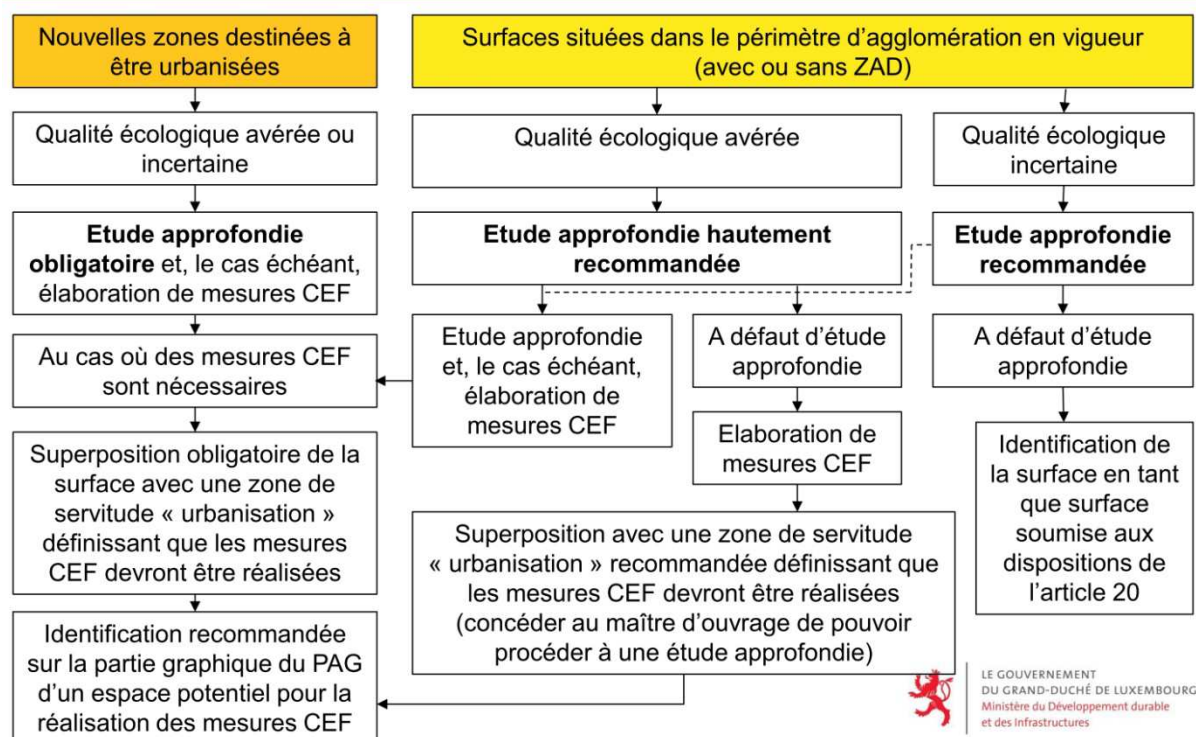 Nouvelles zones destinées à
être urbanisées
Surfaces situées dans le périmètre d'agglomération en vigueur
(avec ou sans ZAD)
Qualité écologique avérée ou
incertaine
Qualité écologique avérée
Qualité écologique
incertaine
Etude approfondie
obligatoire et, le cas échéant,
élaboration de mesures CEF
Etude approfondie hautement
recommandée
Etude approfondie
recommandée
Au cas où des mesures CEF
sont nécessaires
Etude approfondie
et, le cas échéant,
élaboration de
mesures CEF
A défaut d'étude
approfondie
A défaut d'étude
approfondie
Elaboration de
mesures CEF
Superposition obligatoire de la
surface avec une zone de
servitude « urbanisation »
définissant que les mesures
CEF devront être réalisées
Superposition avec une zone de servitude
« urbanisation » recommandée définissant que
les mesures CEF devront être réalisées
(concéder au maître d'ouvrage de pouvoir
procéder à une étude approfondie)
Identification de
la surface en tant
que surface
soumise aux
dispositions de
l'article 20
Identification recommandée
sur la partie graphique du PAG
d'un espace potentiel pour la
réalisation des mesures CEF
LE GOUVERNEMENT
DU GRAND-DUCHÉ DE LUXEMBOURG
Ministère du Développement durable
et des Infrastructures